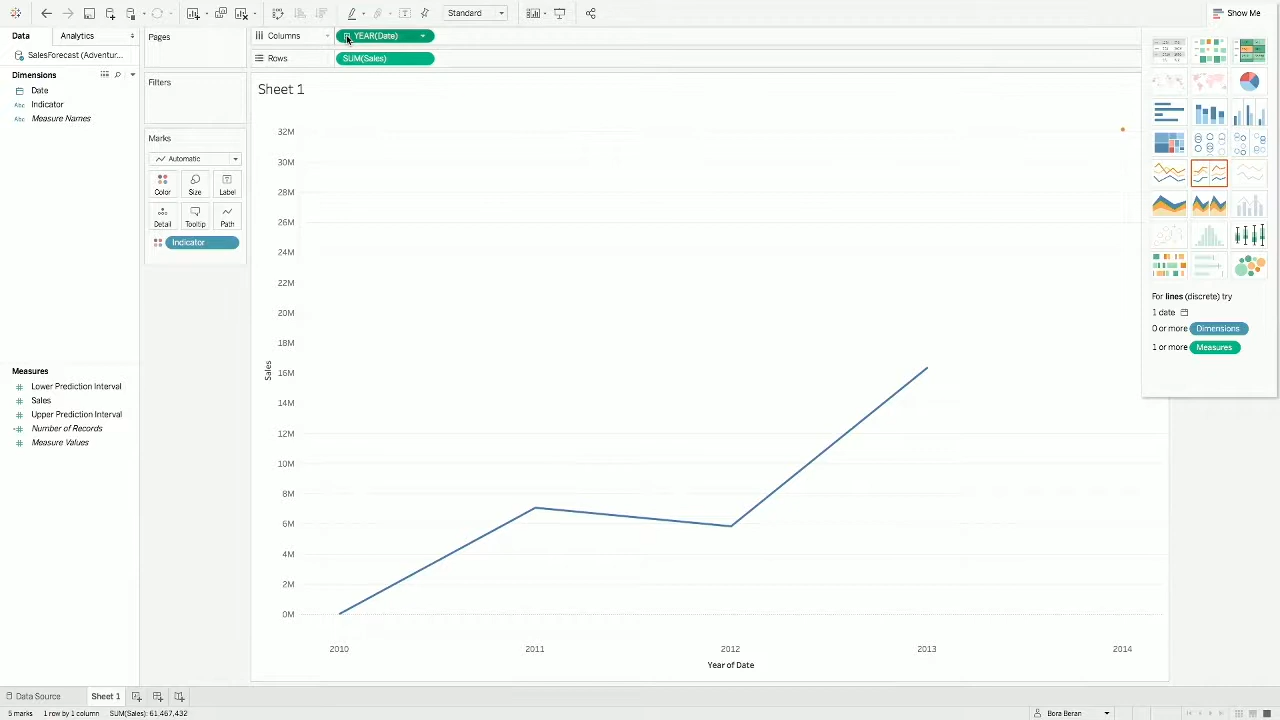 Standard
Show Me
Data
Analytics
Pages
Columns
YEAR(Date)
SalesForecast (Adventur...
Rows
SUM(Sales)
Dimensions
Filters
Sheet 1
Date
Abc Indicator
Abc Measure Names
Marks
Automatic
Color
Size
Label
Detail
Tooltip
Path
Indicator
Measures
Lower Prediction Interval
Sales
Upper Prediction Interval
Number of Records
Measure Values
32M
30M
28M
26M
24M
22M
20M
18M
16M
14M
12M
10M
8M
6M
4M
2M
0M
Sales
2010
2011
2012
2013
2014
Year of Date
For lines (discrete) try
1 date
0 or more Dimensions
1 or more Measures
Data Source
Sheet 1
5 marks
1 row by 1 column
SUM(Sales): 61,467,432
Bora Beran